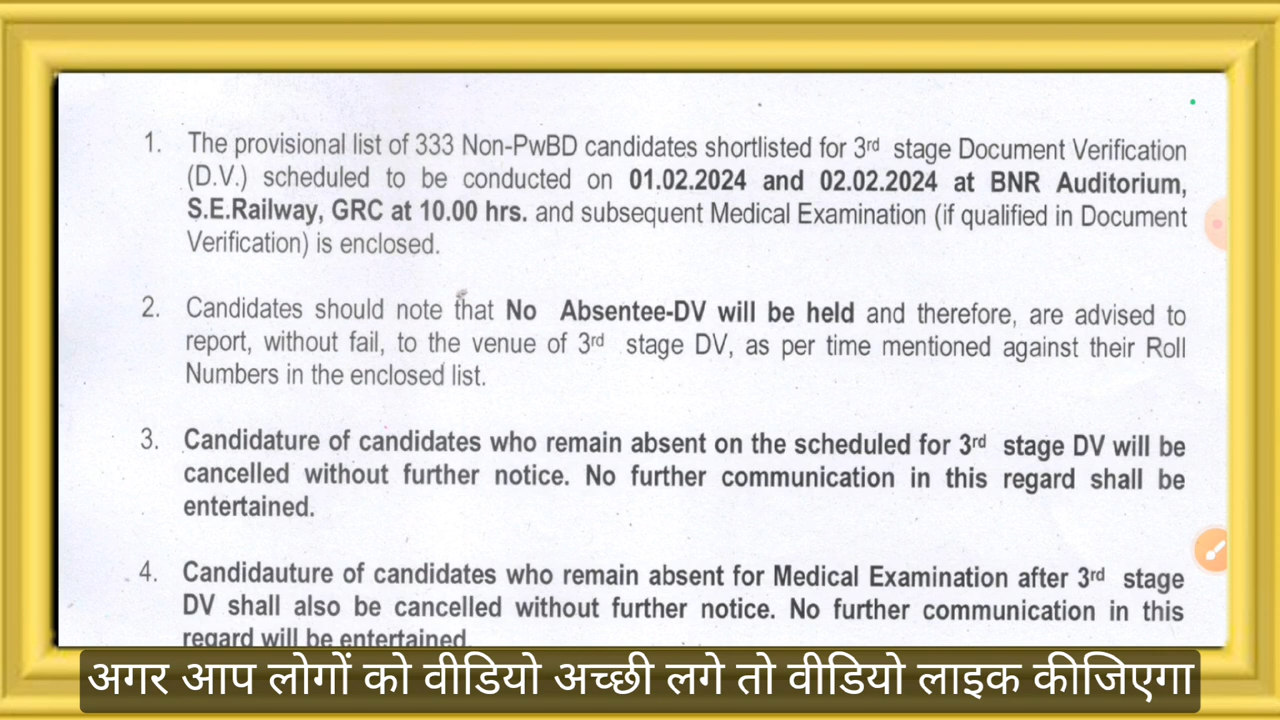 1. The provisional list of 333 Non-PwBD candidates shortlisted for 3rd stage Document Verification
(D.V.) scheduled to be conducted on 01.02.2024 and 02.02.2024 at BNR Auditorium,
S.E.Railway, GRC at 10.00 hrs. and subsequent Medical Examination (if qualified in Document
Verification) is enclosed.
2. Candidates should note that No Absentee-DV will be held and therefore, are advised to
report, without fail, to the venue of 3rd stage DV, as per time mentioned against their Roll
Numbers in the enclosed list.
3. Candidature of candidates who remain absent on the scheduled for 3rd stage DV will be
cancelled without further notice. No further communication in this regard shall be
entertained.
4. Candidauture of candidates who remain absent for Medical Examination after 3rd stage
DV shall also be cancelled without further notice. No further communication in this
regard will be entertained.
अगर आप लोगों को वीडियो अच्छी लगे तो वीडियो लाइक कीजिएगा